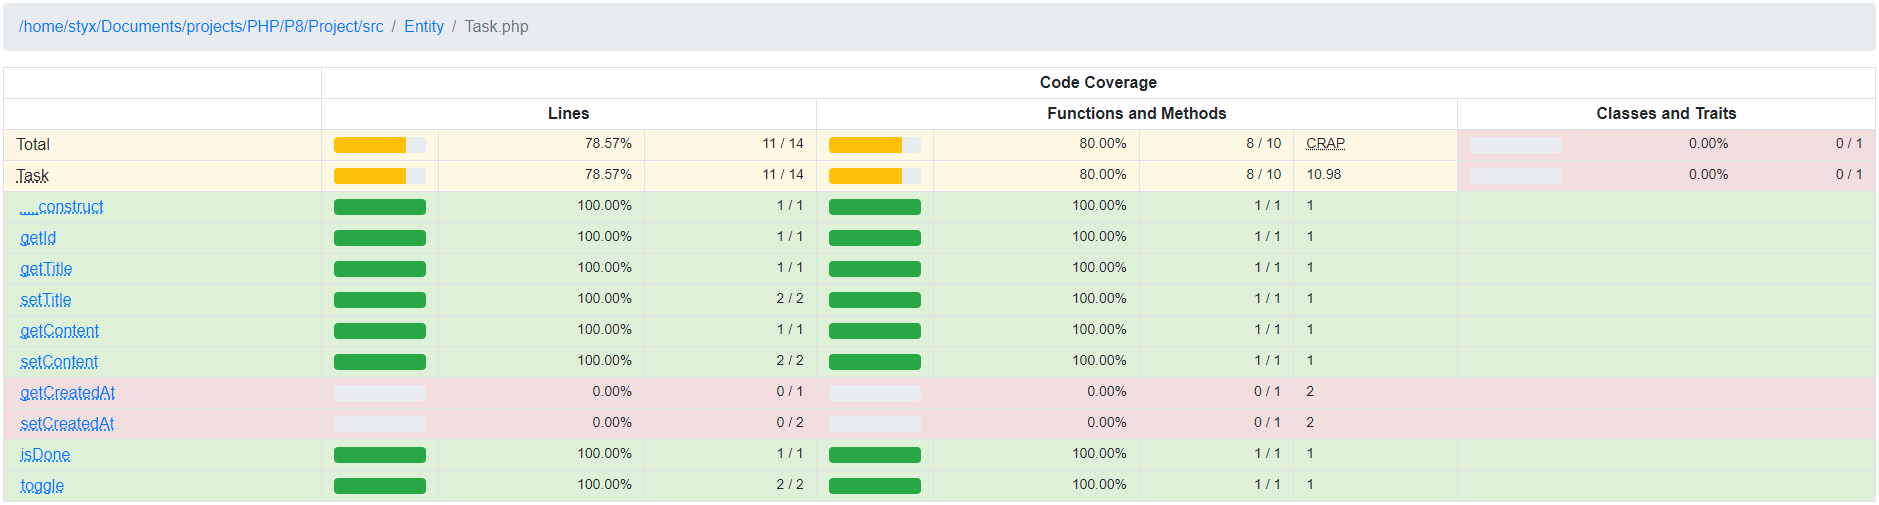 /home/styx/Documents/projects/PHP/P8/Project/src / Entity / Task.php
Code Coverage
Lines Functions and Methods Classes and Traits
Total 78.57% 11 / 14 80.00% 8 / 10 CRAP 0.00% 0 / 1
Task 78.57% 11 / 14 80.00% 8 / 10 10.98 0.00% 0 / 1
__construct 100.00% 1 / 1 100.00% 1 / 1 1
getId 100.00% 1 / 1 100.00% 1 / 1 1
getTitle 100.00% 1 / 1 100.00% 1 / 1 1
setTitle 100.00% 2 / 2 100.00% 1 / 1 1
getContent 100.00% 1 / 1 100.00% 1 / 1 1
setContent 100.00% 2 / 2 100.00% 1 / 1 1
getCreatedAt 0.00% 0 / 1 0.00% 0 / 1 2
setCreatedAt 0.00% 0 / 2 0.00% 0 / 1 2
isDone 100.00% 1 / 1 100.00% 1 / 1 1
toggle 100.00% 2 / 2 100.00% 1 / 1 1